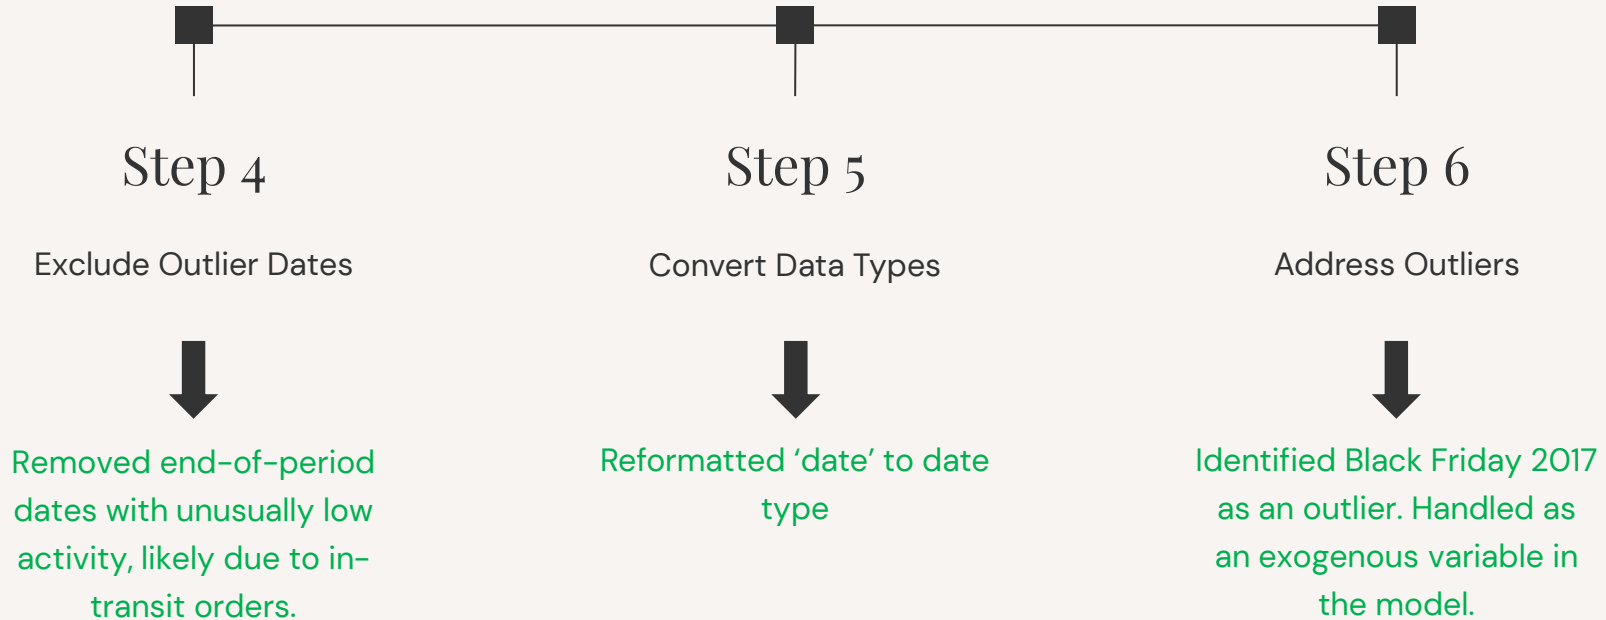 Step 4
Exclude Outlier Dates
Removed end-of-period
dates with unusually low
activity, likely due to in-
transit orders.
Step 5
Convert Data Types
Reformatted ‘date’ to date
type
Step 6
Address Outliers
Identified Black Friday 2017
as an outlier. Handled as
an exogenous variable in
the model.